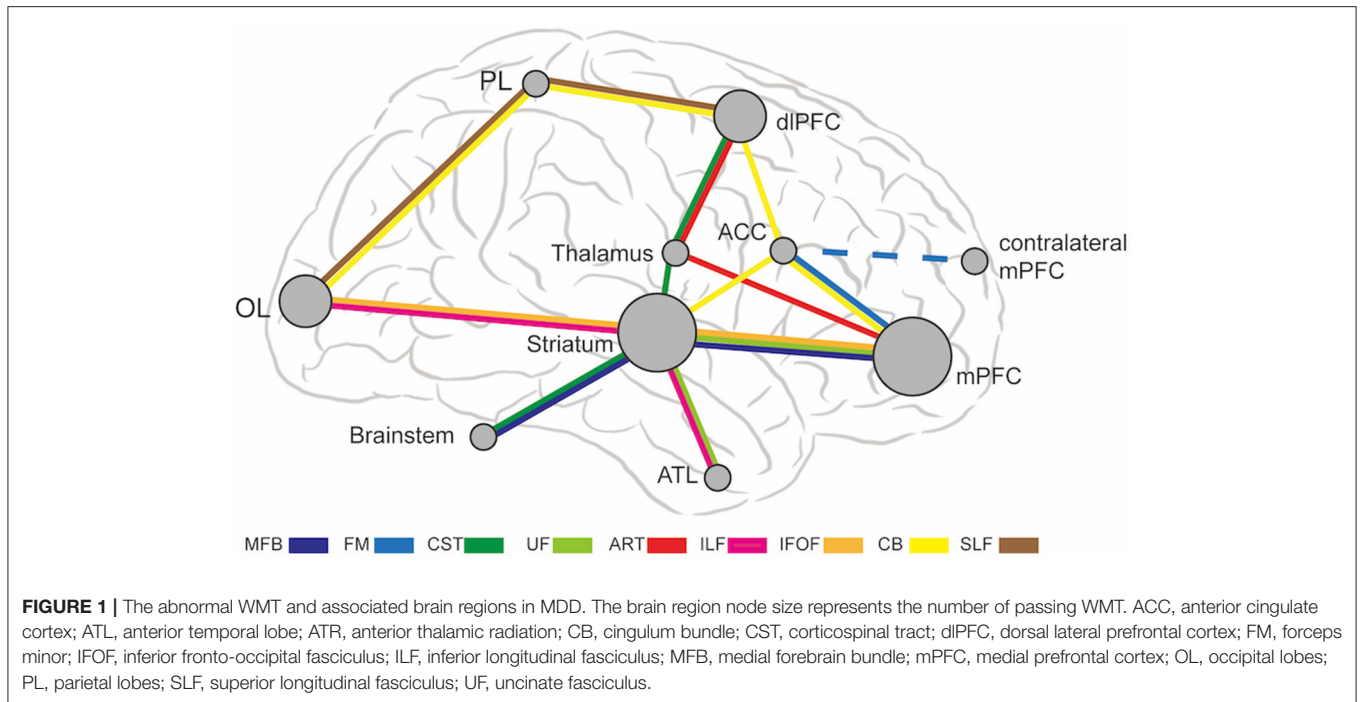 PL
dlPFC
ACC
Thalamus
contralateral
mPFC
OL
Striatum
mPFC
Brainstem
ATL
MFB FM CST UF ART ILF IFOF CB SLF
FIGURE 1 | The abnormal WMT and associated brain regions in MDD. The brain region node size represents the number of passing WMT. ACC, anterior cingulate
cortex; ATL, anterior temporal lobe; ATR, anterior thalamic radiation; CB, cingulum bundle; CST, corticospinal tract; dlPFC, dorsal lateral prefrontal cortex; FM, forceps
minor; IFOF, inferior fronto-occipital fasciculus; ILF, inferior longitudinal fasciculus; MFB, medial forebrain bundle; mPFC, medial prefrontal cortex; OL, occipital lobes;
PL, parietal lobes; SLF, superior longitudinal fasciculus; UF, uncinate fasciculus.